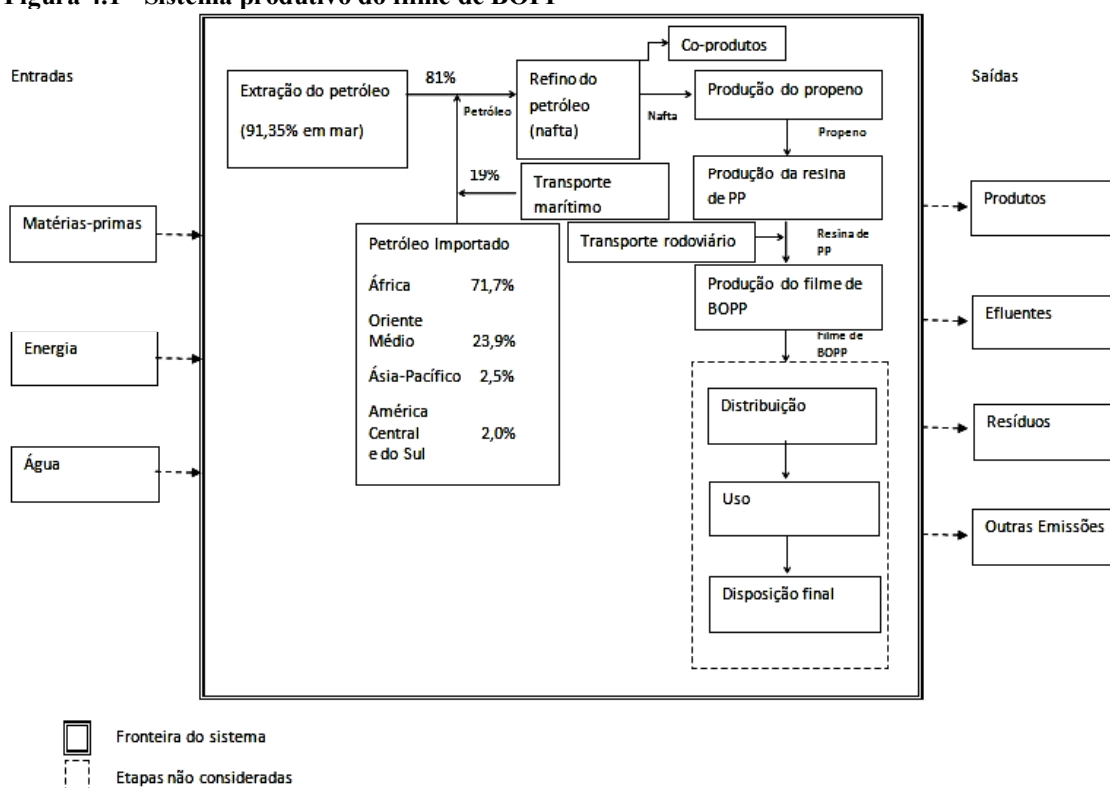 Figura 4.1 - Sistema produtivo do filme de BOPP
Entradas
Saídas
Co-produtos
Extração do petróleo
(91,35% em mar)
81%
Petróleo
Refino do
petróleo
(nafta)
Nafta
Produção do propeno
Propeno
19%
Transporte
marítimo
Produção da resina
de PP
Matérias-primas
Produtos
Petróleo Importado
África 71,7%
Oriente
Médio 23,9%
Ásia-Pacífico 2,5%
América
Central
e do Sul 2,0%
Transporte rodoviário
Resina de
PP
Produção do filme de
BOPP
Filme de
BOPP
Energia
Efluentes
Distribuição
Resíduos
Água
Uso
Outras Emissões
Disposição final
Fronteira do sistema
Etapas não consideradas